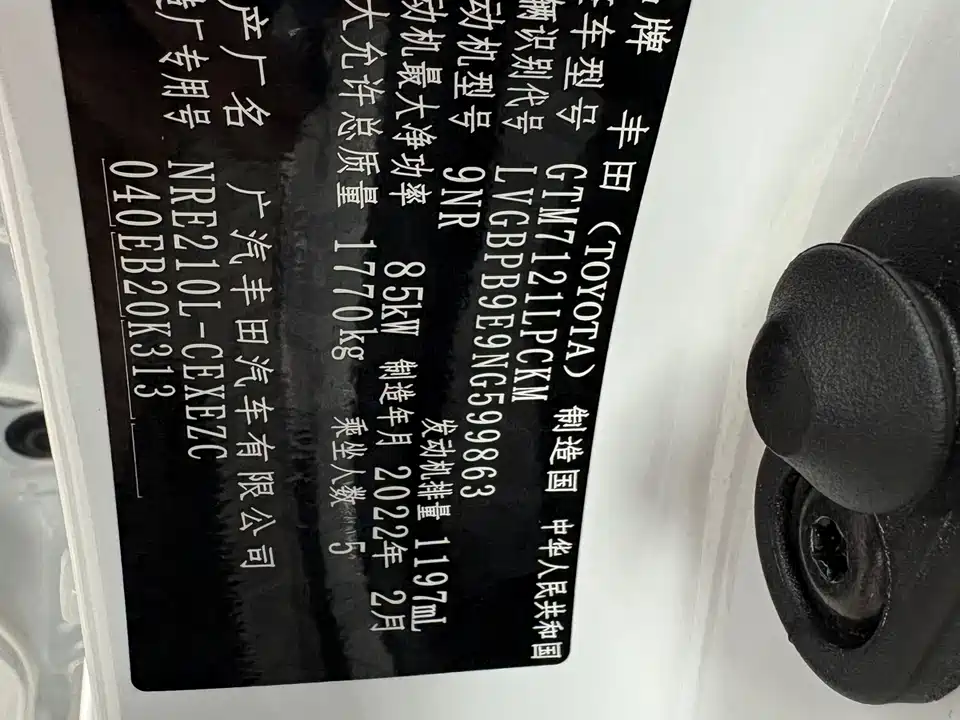 牌 丰田 (TOYOTA) 制造国 中华人民共和国
车型号 GTM7121LPCKM
辆识别代号 LVGBPB9E9NG599863
动机型号 9NR 发动机排量 1197mL
动机最大净功率 85kW 制造年月 2022年 2月
大允许总质量 1770kg 乘坐人数 5
产厂名 广汽丰田汽车有限公司
厂专用号 NRE210L-CEXEZC
040EB20K313